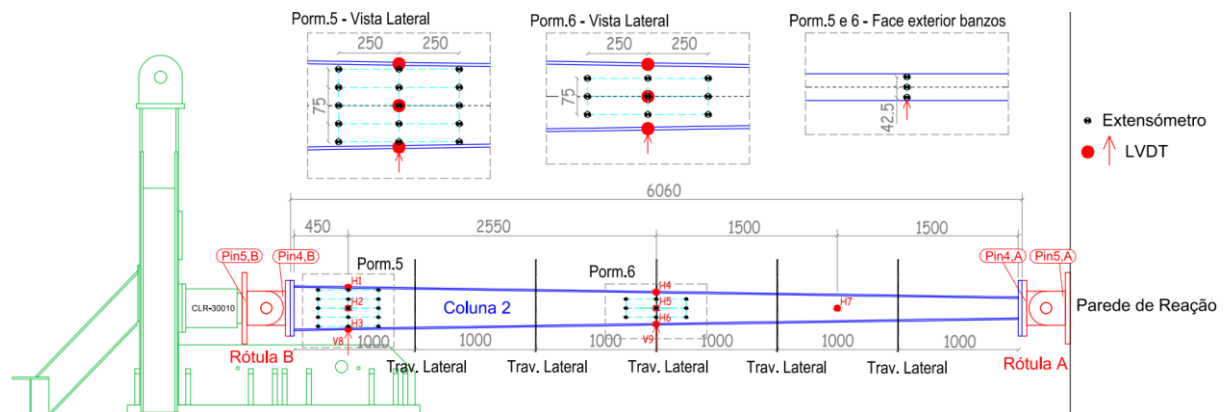 Porm.5 - Vista Lateral
Porm.6 - Vista Lateral
Porm.5 e 6 - Face exterior banzos
250 250
250 250
75
75
42.5
Extensómetro
LVDT
6060
450 2550 1500 1500
Pin5,B Pin4,B
Pin4,A Pin5,A
Porm.5
Porm.6
H1
H4
CLR-30010
H2
Coluna 2
H5
H7
Parede de Reação
H3
H6
V8
V9
1000 1000 1000 1000 1000 1000
Rótula B
Trav. Lateral Trav. Lateral Trav. Lateral Trav. Lateral Trav. Lateral
Rótula A